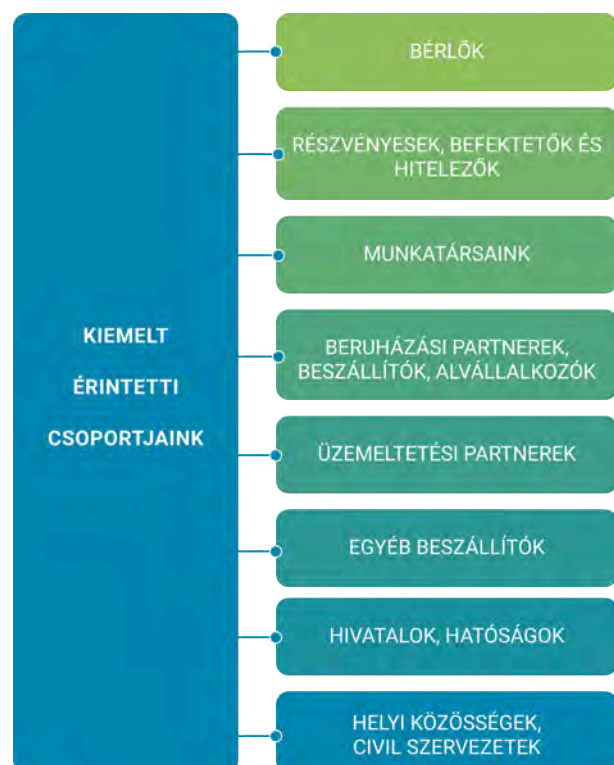 KIEMELT
ÉRINTETTI
CSOPORTJAINK
BÉRLŐK
RÉSZVÉNYESEK, BEFEKTETŐK ÉS
HITELEZŐK
MUNKATÁRSAINK
BERUHÁZÁSI PARTNEREK,
BESZÁLLÍTÓK, ALVÁLLALKOZÓK
ÜZEMELTETÉSI PARTNEREK
EGYÉB BESZÁLLÍTÓK
HIVATALOK, HATÓSÁGOK
HELYI KÖZÖSSÉGEK,
CIVIL SZERVEZETEK